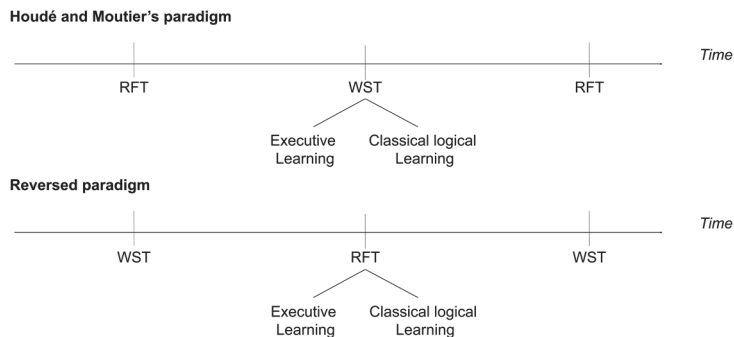 Houdé and Moutier's paradigm
Time
RFT WST RFT
Executive Classical logical
Learning Learning
Reversed paradigm
Time
WST RFT WST
Executive Classical logical
Learning Learning